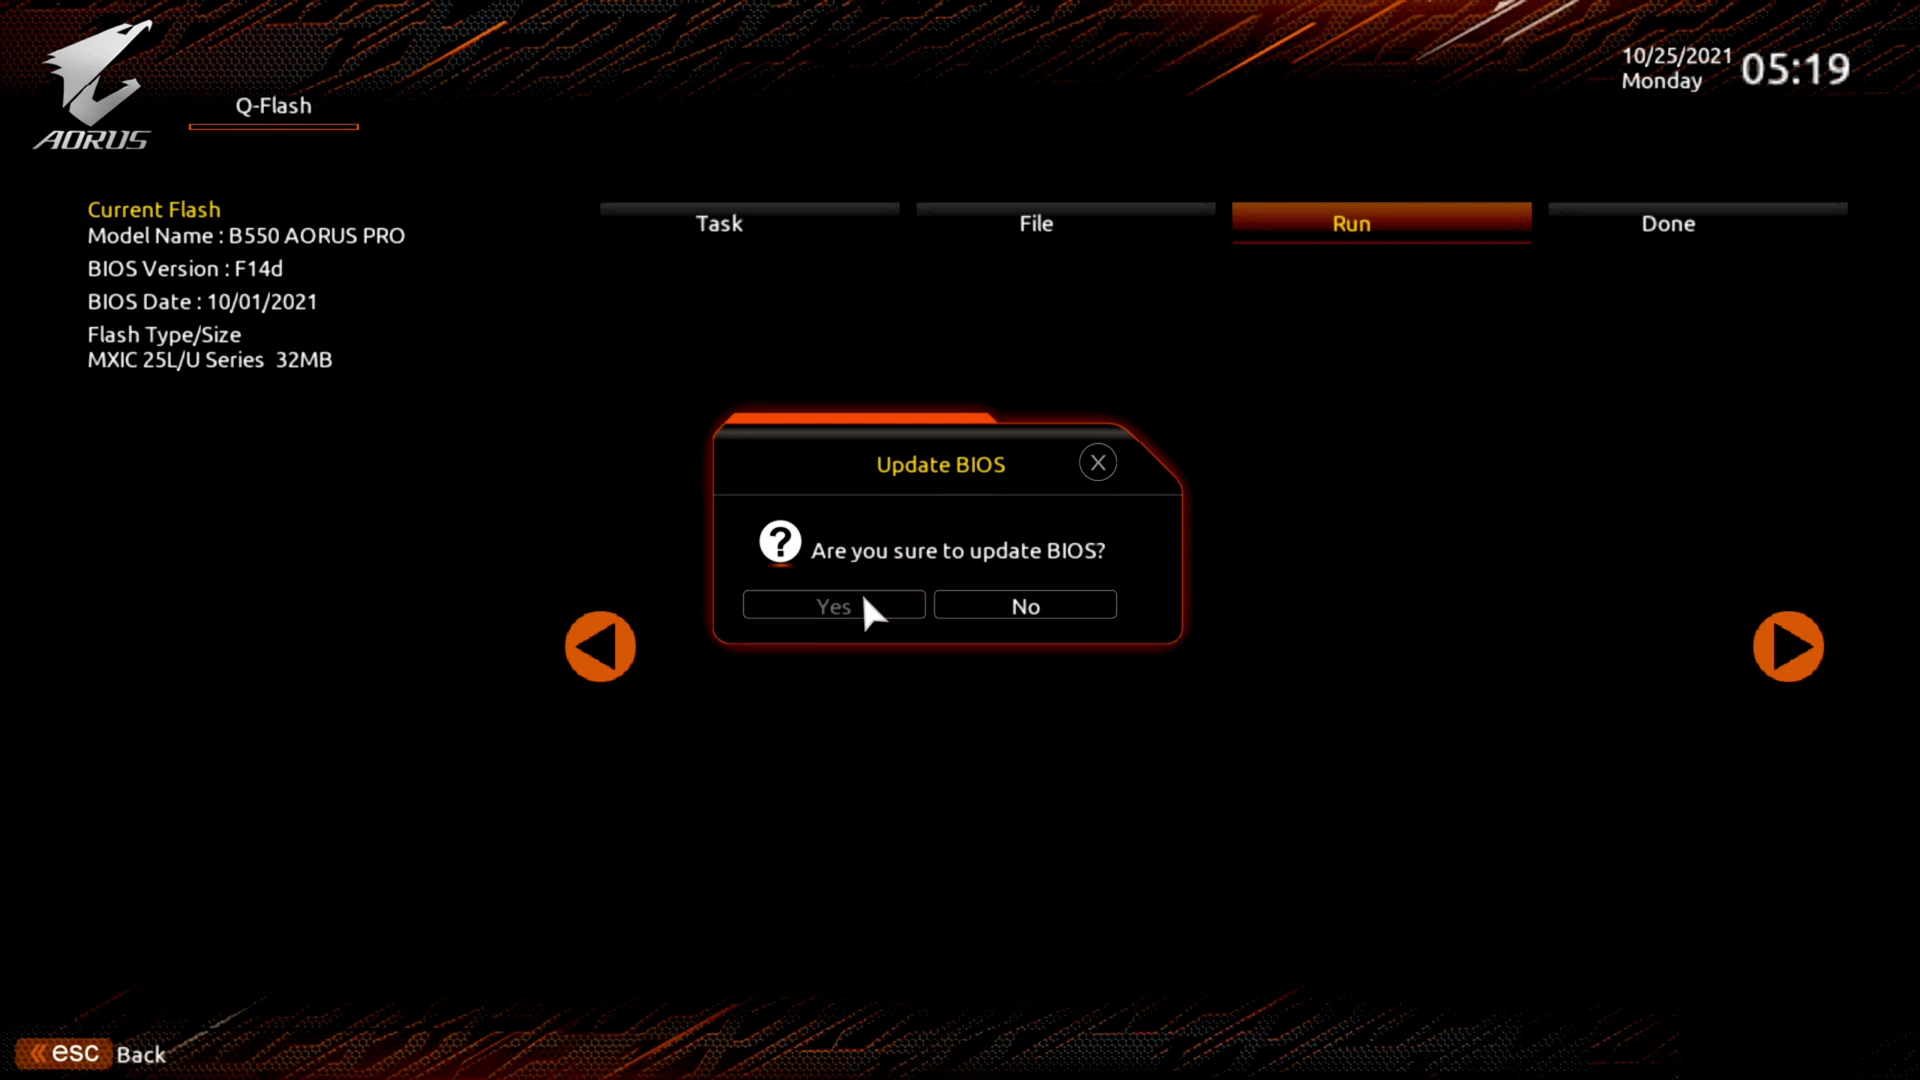 AORUS
Q-Flash
10/25/2021
Monday
05:19
Current Flash
Model Name : B550 AORUS PRO
BIOS Version : F14d
BIOS Date : 10/01/2021
Flash Type/Size
MXIC 25L/U Series 32MB
Task
File
Run
Done
Update BIOS
X
? Are you sure to update BIOS?
Yes
No
esc Back